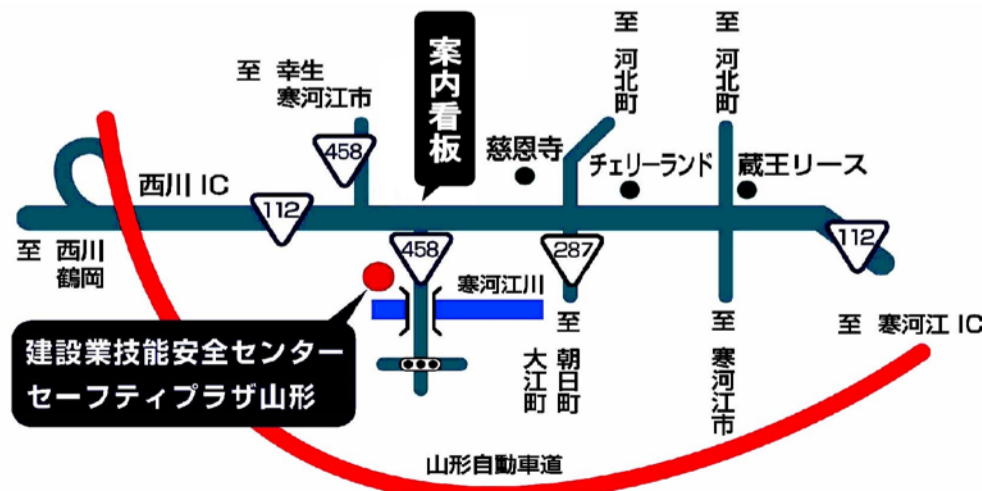 案内看板
至 幸生
寒河江市
至 河北町
至 河北町
458
慈恩寺
チェリーランド
蔵王リース
西川 IC
112
458
287
112
至 西川
鶴岡
寒河江川
建設業技能安全センター
セーフティプラザ山形
至 朝日町
大江町
至 寒河江市
至 寒河江 IC
山形自動車道